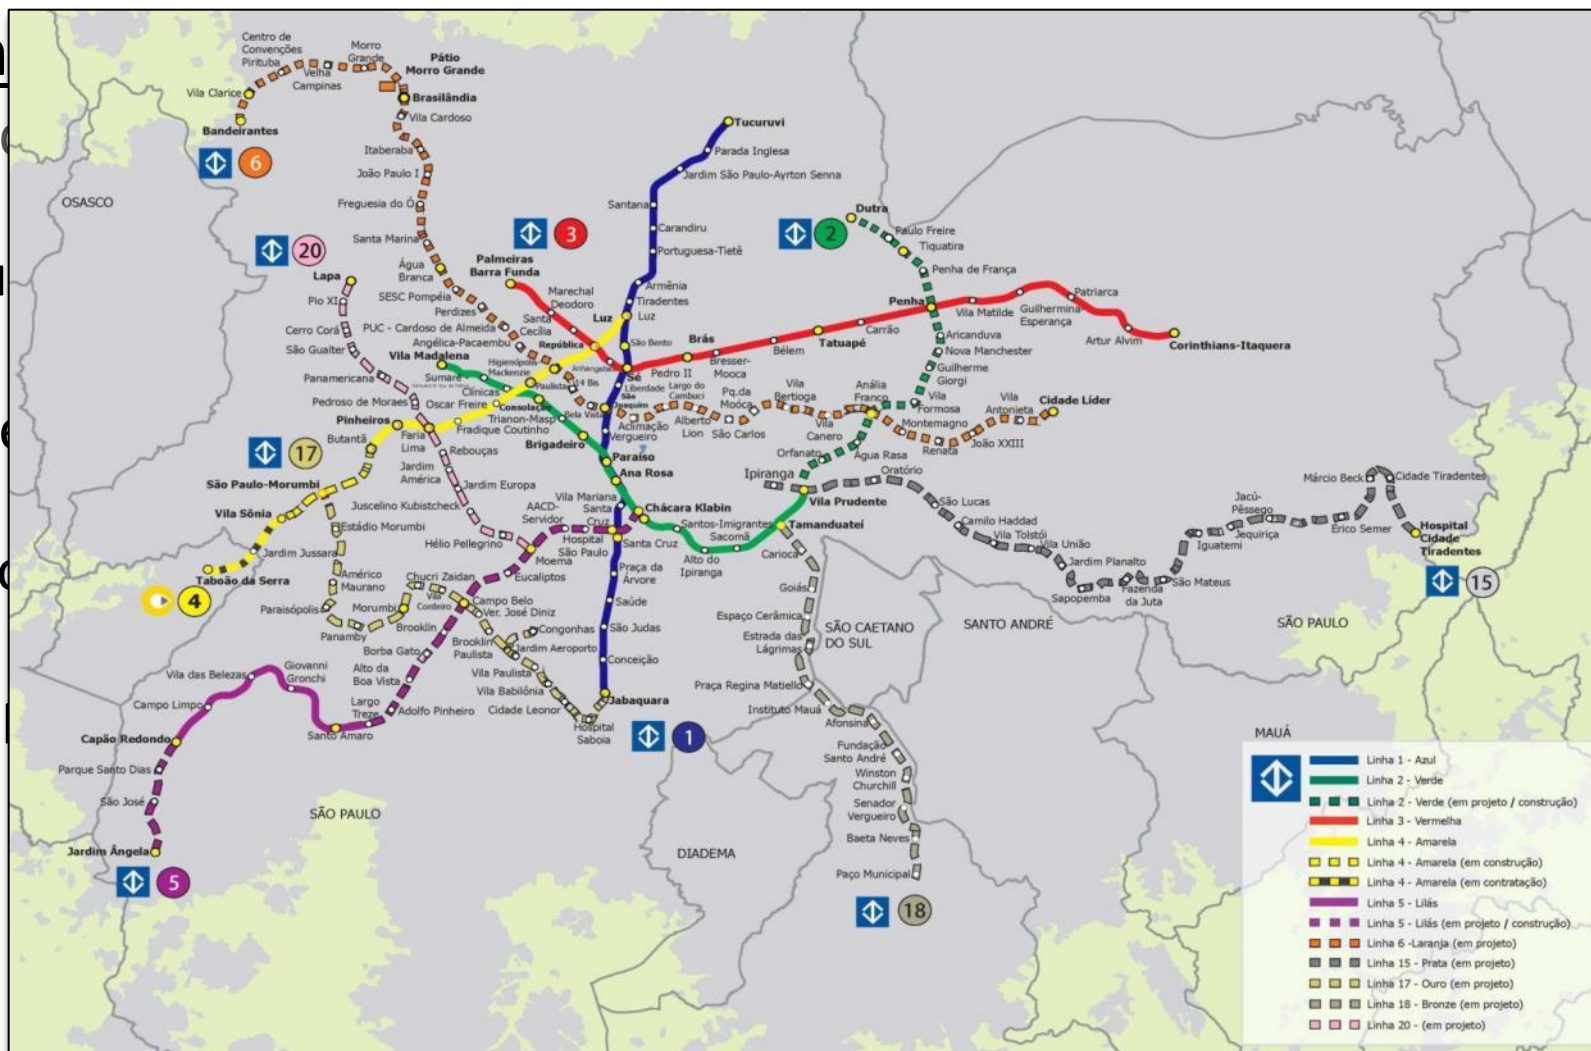 Centro de
Convenções
Pirituba
Morro
Grande
Velha
Campinas
Pátio
Morro Grande
Vila Clarice
Brasilândia
Bandeirantes
Vila Cardoso
6
Itaberaba
João Paulo I
Freguesia do Ó
Santa Marina
Água
Branca
SESC Pompéia
Perdizes
PUC - Cardoso de Almeida
Angélica-Pacaembu
Higienópolis
Mackenzie
14 Bis
Bela Vista
São
Joaquim
Aclimação
Largo do
Cambuci
Alberto
Lion
São Carlos
Pq.da
Moóca
Vila
Bertioga
Vila
Canero
Anália
Franco
Vila
Formosa
Montemagno
Renata
João XXIII
Vila
Antonieta
Cidade Líder
OSASCO
20
Lapa
Pio XI
Cerro Corá
São Gualter
Panamericana
Pedroso de Moraes
Faria
Lima
Rebouças
Jardim
América
Jardim Europa
Juscelino Kubistcheck
Hélio Pellegrino
Moema
Tucuruvi
Parada Inglesa
Jardim São Paulo-Ayrton Senna
Santana
Carandiru
Portuguesa-Tietê
Armênia
Tiradentes
Luz
Luz
São Bento
Sé
Liberdade
Vergueiro
Paraíso
Ana Rosa
Vila Mariana
Santa
Cruz
Santa Cruz
Praça da
Árvore
Saúde
São Judas
Conceição
Jabaquara
1
3
Palmeiras
Barra Funda
Marechal
Deodoro
Santa
Cecília
República
Anhangabaú
Pedro II
Brás
Bresser-
Mooca
Belém
Tatuapé
Carrão
Penha
Vila Matilde
Guilhermina-
Esperança
Patriarca
Artur Alvim
Corinthians-Itaquera
2
Dutra
Paulo Freire
Tiquatira
Penha de França
Aricanduva
Nova Manchester
Guilherme
Giorgi
Água Rasa
Orfanato
Vila Prudente
Tamanduateí
Sacomã
Alto do
Ipiranga
Santos-Imigrantes
Chácara Klabin
Brigadeiro
Trianon-Masp
Consolação
Clínicas
Sumaré
Vila Madalena
Paulista
Oscar Freire
Fradique Coutinho
Pinheiros
Butantã
17
São Paulo-Morumbi
Vila Sônia
Jardim Jussara
Taboão da Serra
4
Estádio Morumbi
Américo
Maurano
Paraisópolis
Panamby
Morumbi
Chucri Zaidan
Vila
Cordeiro
Campo Belo
Ver. José Diniz
Brooklin
Paulista
Congonhas
Jardim Aeroporto
Vila Paulista
Vila Babilônia
Cidade Leonor
Hospital
Saboia
AACD-
Servidor
Hospital
São Paulo
Eucaliptos
Brooklin
Borba Gato
Alto da
Boa Vista
Adolfo Pinheiro
Largo
Treze
Santo Amaro
Giovanni
Gronchi
Vila das Belezas
Campo Limpo
Capão Redondo
Parque Santo Dias
São José
Jardim Ângela
5
Ipiranga
Oratório
São Lucas
Camilo Haddad
Vila Tolstói
Vila União
Jardim Planalto
Sapopemba
Fazenda
da Juta
São Mateus
Iguatemi
Jequiriça
Jacú-
Pêssego
Érico Semer
Márcio Beck
Cidade Tiradentes
Hospital
Cidade
Tiradentes
15
Carioca
Goiás
Espaço Cerâmica
Estrada das
Lágrimas
Praça Regina Matiello
Instituto Mauá
Afonsina
Fundação
Santo André
Winston
Churchill
Senador
Vergueiro
Baeta Neves
Paço Municipal
18
SÃO CAETANO
DO SUL
SANTO ANDRÉ
SÃO PAULO
SÃO PAULO
DIADEMA
MAUÁ
Linha 1 - Azul
Linha 2 - Verde
Linha 2 - Verde (em projeto / construção)
Linha 3 - Vermelha
Linha 4 - Amarela
Linha 4 - Amarela (em construção)
Linha 4 - Amarela (em contratação)
Linha 5 - Lilás
Linha 5 - Lilás (em projeto / construção)
Linha 6 -Laranja (em projeto)
Linha 15 - Prata (em projeto)
Linha 17 - Ouro (em projeto)
Linha 18 - Bronze (em projeto)
Linha 20 - (em projeto)